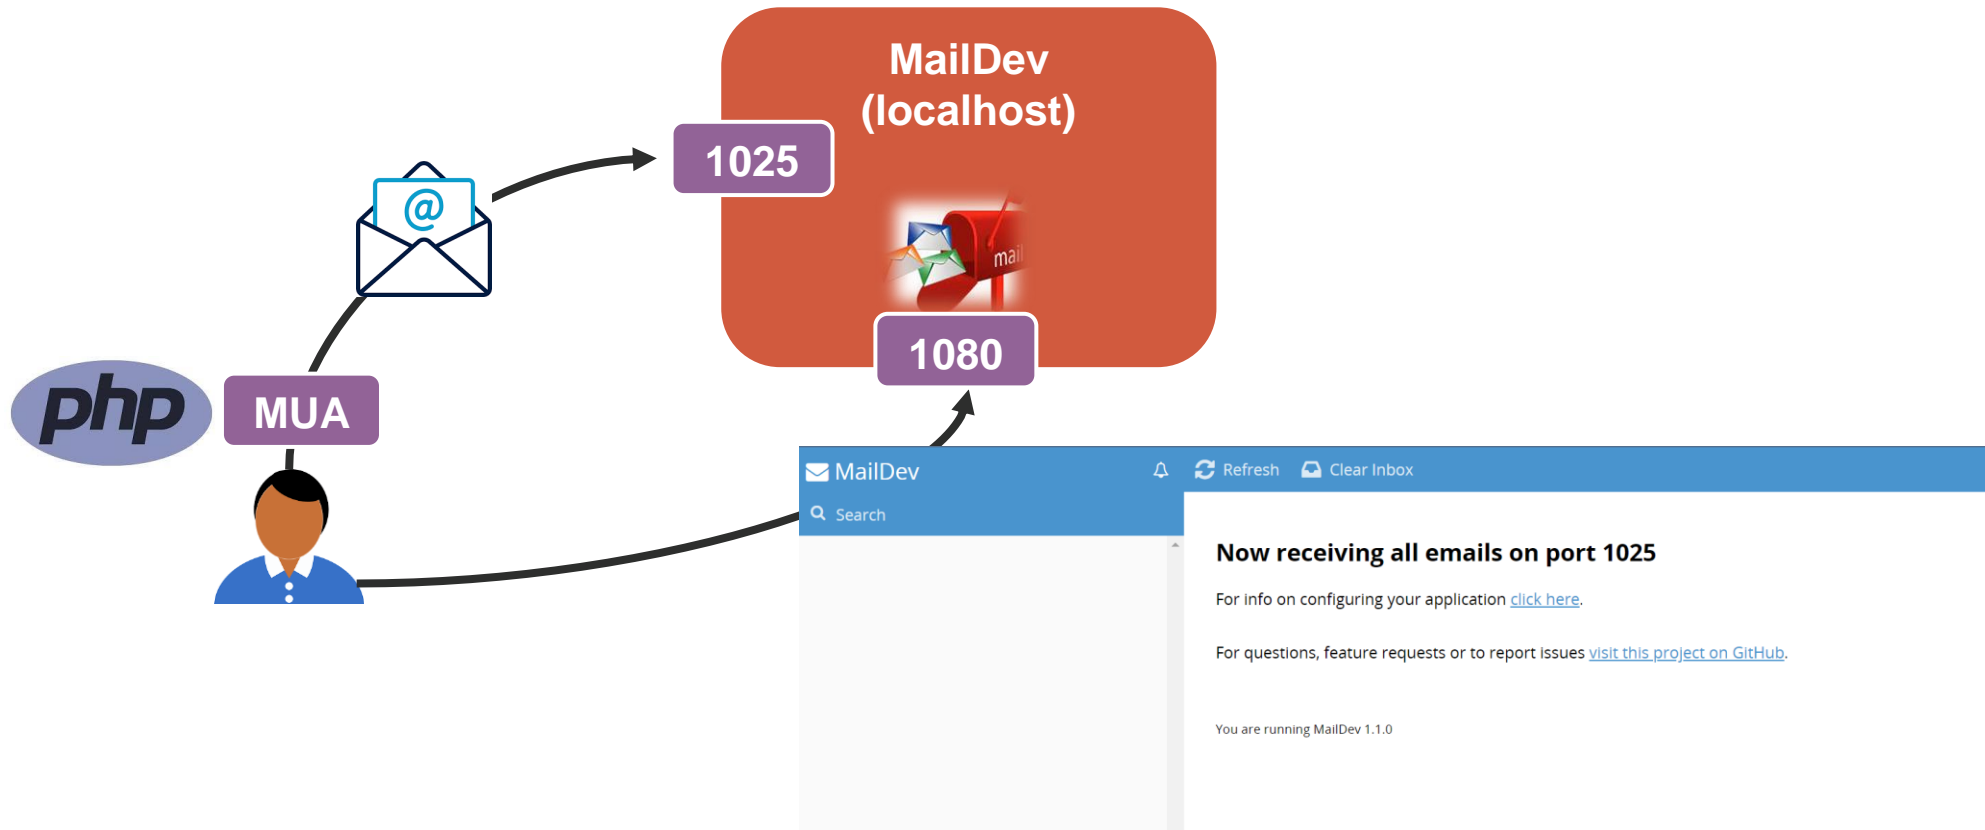 MailDev
(localhost)
1025
@
mail
1080
php
MUA
MailDev
Refresh
Clear Inbox
Search
Now receiving all emails on port 1025
For info on configuring your application click here.
For questions, feature requests or to report issues visit this project on GitHub.
You are running MailDev 1.1.0